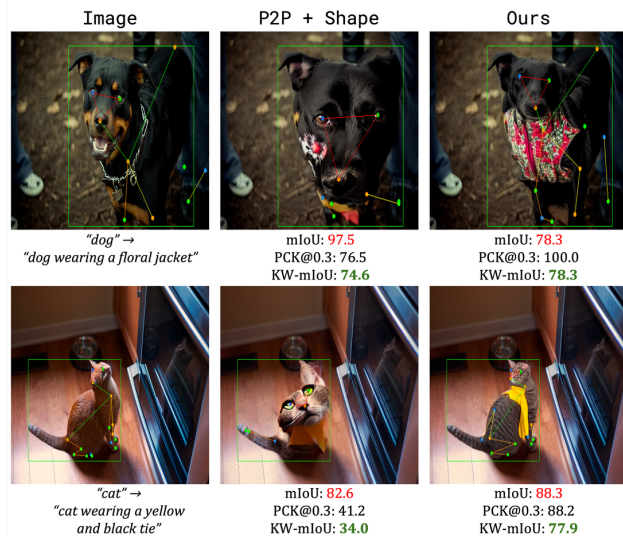 Image P2P + Shape Ours
"dog" →
"dog wearing a floral jacket"
mIoU: 97.5
PCK@0.3: 76.5
KW-mIoU: 74.6
mIoU: 78.3
PCK@0.3: 100.0
KW-mIoU: 78.3
"cat" →
"cat wearing a yellow
and black tie"
mIoU: 82.6
PCK@0.3: 41.2
KW-mIoU: 34.0
mIoU: 88.3
PCK@0.3: 88.2
KW-mIoU: 77.9